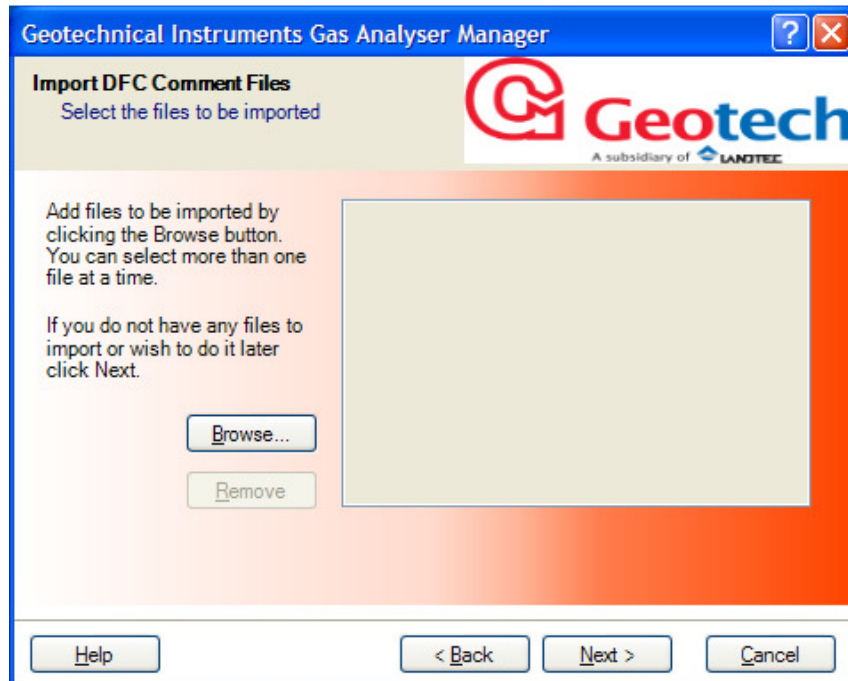 Geotechnical Instruments Gas Analyser Manager
Import DFC Comment Files
Select the files to be imported
Geotech
A subsidiary of LANDTEC
Add files to be imported by
clicking the Browse button.
You can select more than one
file at a time.
If you do not have any files to
import or wish to do it later
click Next.
Browse...
Remove
Help
< Back
Next >
Cancel